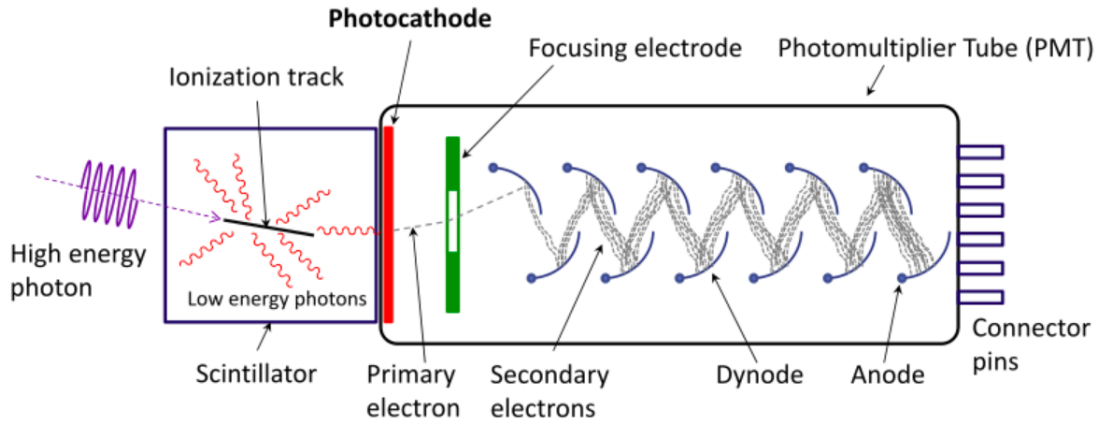 Photocathode
Focusing electrode
Photomultiplier Tube (PMT)
Ionization track
High energy
photon
Low energy photons
Scintillator
Primary
electron
Secondary
electrons
Dynode
Anode
Connector
pins